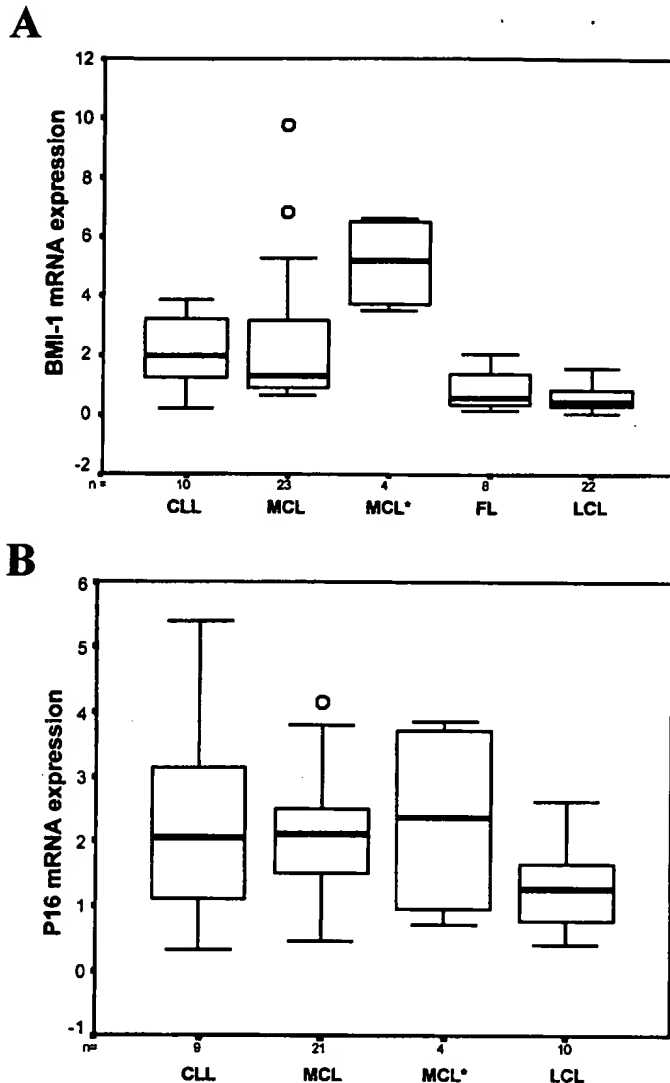 A
BMI-1 mRNA expression
12
10
8
6
4
2
0
-2
n = 10 23 4 8 22
CLL MCL MCL* FL LCL
B
P16 mRNA expression
6
5
4
3
2
1
0
-1
n= 9 21 4 10
CLL MCL MCL* LCL